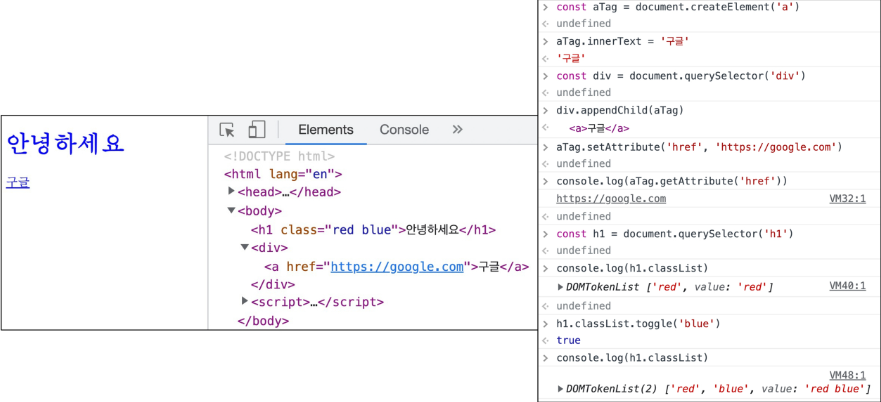 안녕하세요
구글
Elements Console »
<!DOCTYPE html>
<html lang="en">
▶<head>…</head>
▼<body>
<h1 class="red blue">안녕하세요</h1>
▼<div>
<a href="https://google.com">구글</a>
</div>
▶<script>…</script>
</body>
> const aTag = document.createElement('a')
<· undefined
> aTag.innerText = '구글'
<· '구글'
> const div = document.querySelector('div')
<· undefined
> div.appendChild(aTag)
<· <a>구글</a>
> aTag.setAttribute('href', 'https://google.com')
<· undefined
> console.log(aTag.getAttribute('href'))
https://google.com VM32:1
<· undefined
> const h1 = document.querySelector('h1')
<· undefined
> console.log(h1.classList)
▶DOMTokenList ['red', value: 'red'] VM40:1
<· undefined
> h1.classList.toggle('blue')
<· true
> console.log(h1.classList)
VM48:1
▶DOMTokenList(2) ['red', 'blue', value: 'red blue']